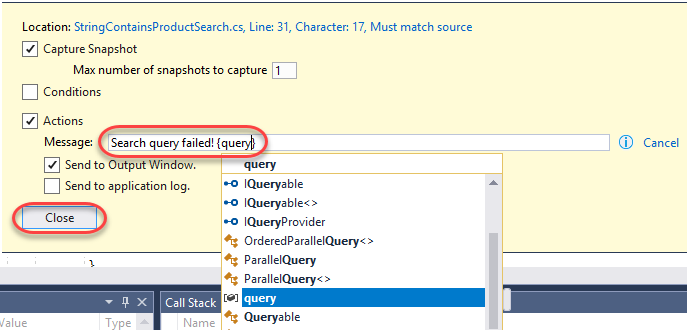 Location: StringContainsProductSearch.cs, Line: 31, Character: 17, Must match source
Capture Snapshot
Max number of snapshots to capture 1
Conditions
Actions
Message: Search query failed! {query} Cancel
Send to Output Window.
Send to application log.
Close
query
IQueryable
IQueryable<>
IQueryProvider
OrderedParallelQuery<>
ParallelQuery
ParallelQuery<>
query
Queryable
}
Value Type
Call Stack
Name